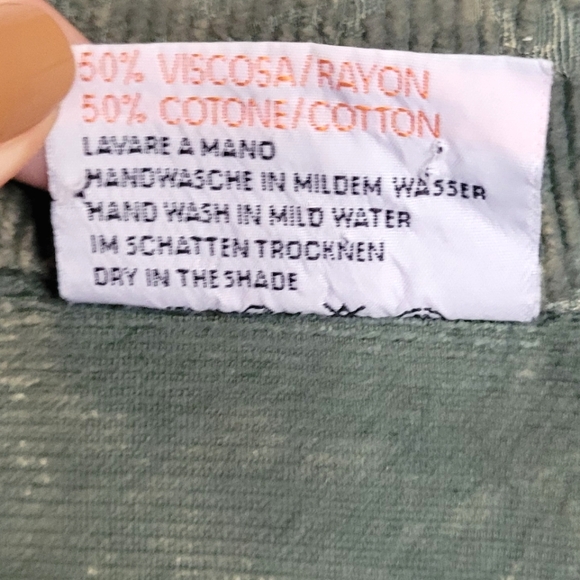 50% VISCOSA/RAYON
50% COTONE/COTTON
LAVARE A MANO
HANDWASCHE IN MILDEM WASSER
HAND WASH IN MILD WATER
IM SCHATTEN TROCKNEN
DRY IN THE SHADE